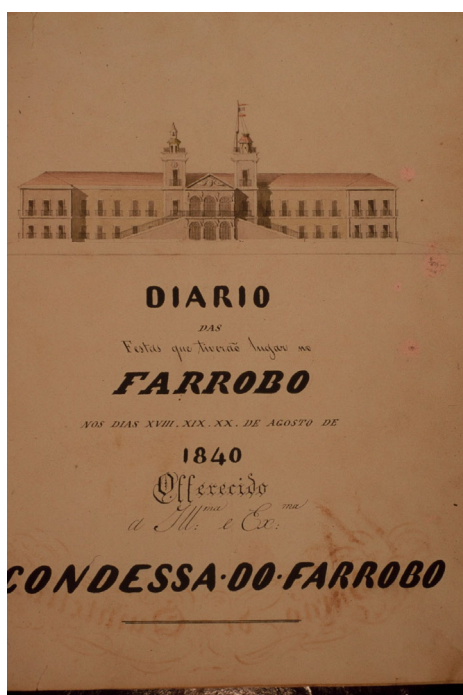 DIARIO
DAS
Festas que tiverão lugar no
FARROBO
NOS DIAS XVIII. XIX. XX. DE AGOSTO DE
1840
Offerecido
a Ill:ma e Ex:ma
CONDESSA·DO·FARROBO